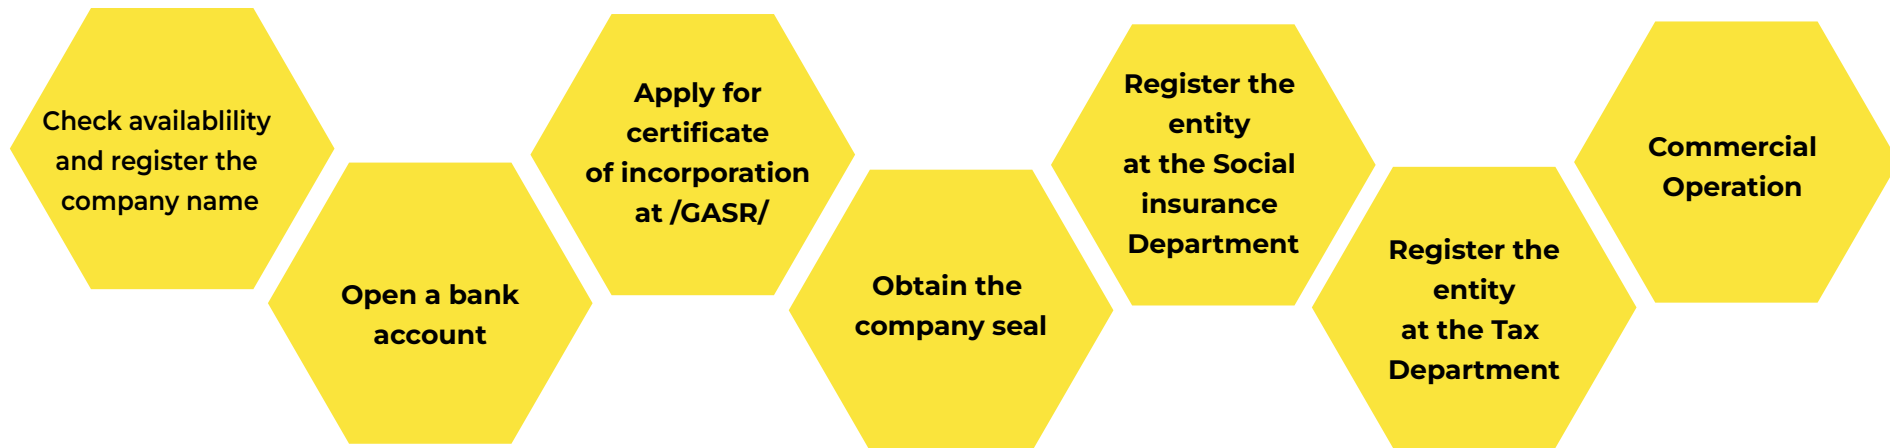 Check availablility
and register the
company name
Open a bank
account
Apply for
certificate
of incorporation
at /GASR/
Obtain the
company seal
Register the
entity
at the Social
insurance
Department
Register the
entity
at the Tax
Department
Commercial
Operation